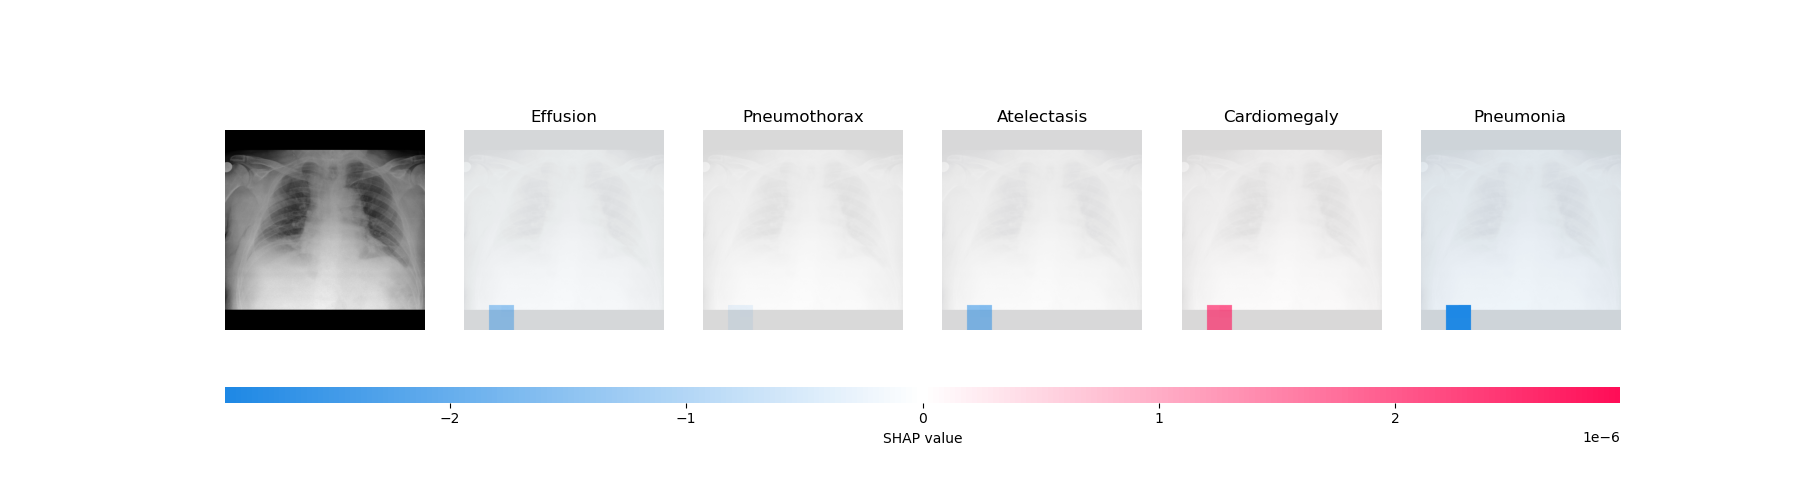 Effusion
Pneumothorax
Atelectasis
Cardiomegaly
Pneumonia
−2
−1
0
1
2
SHAP value
1e−6